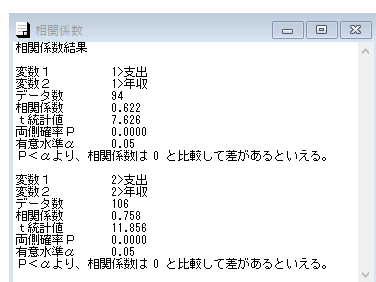 相関係数
相関係数結果
変数１ 1>支出
変数２ 1>年収
データ数 94
相関係数 0.622
ｔ統計値 7.626
両側確率Ｐ 0.0000
有意水準α 0.05
Ｐ＜αより、相関係数は 0 と比較して差があるといえる。
変数１ 2>支出
変数２ 2>年収
データ数 106
相関係数 0.758
ｔ統計値 11.856
両側確率Ｐ 0.0000
有意水準α 0.05
Ｐ＜αより、相関係数は 0 と比較して差があるといえる。